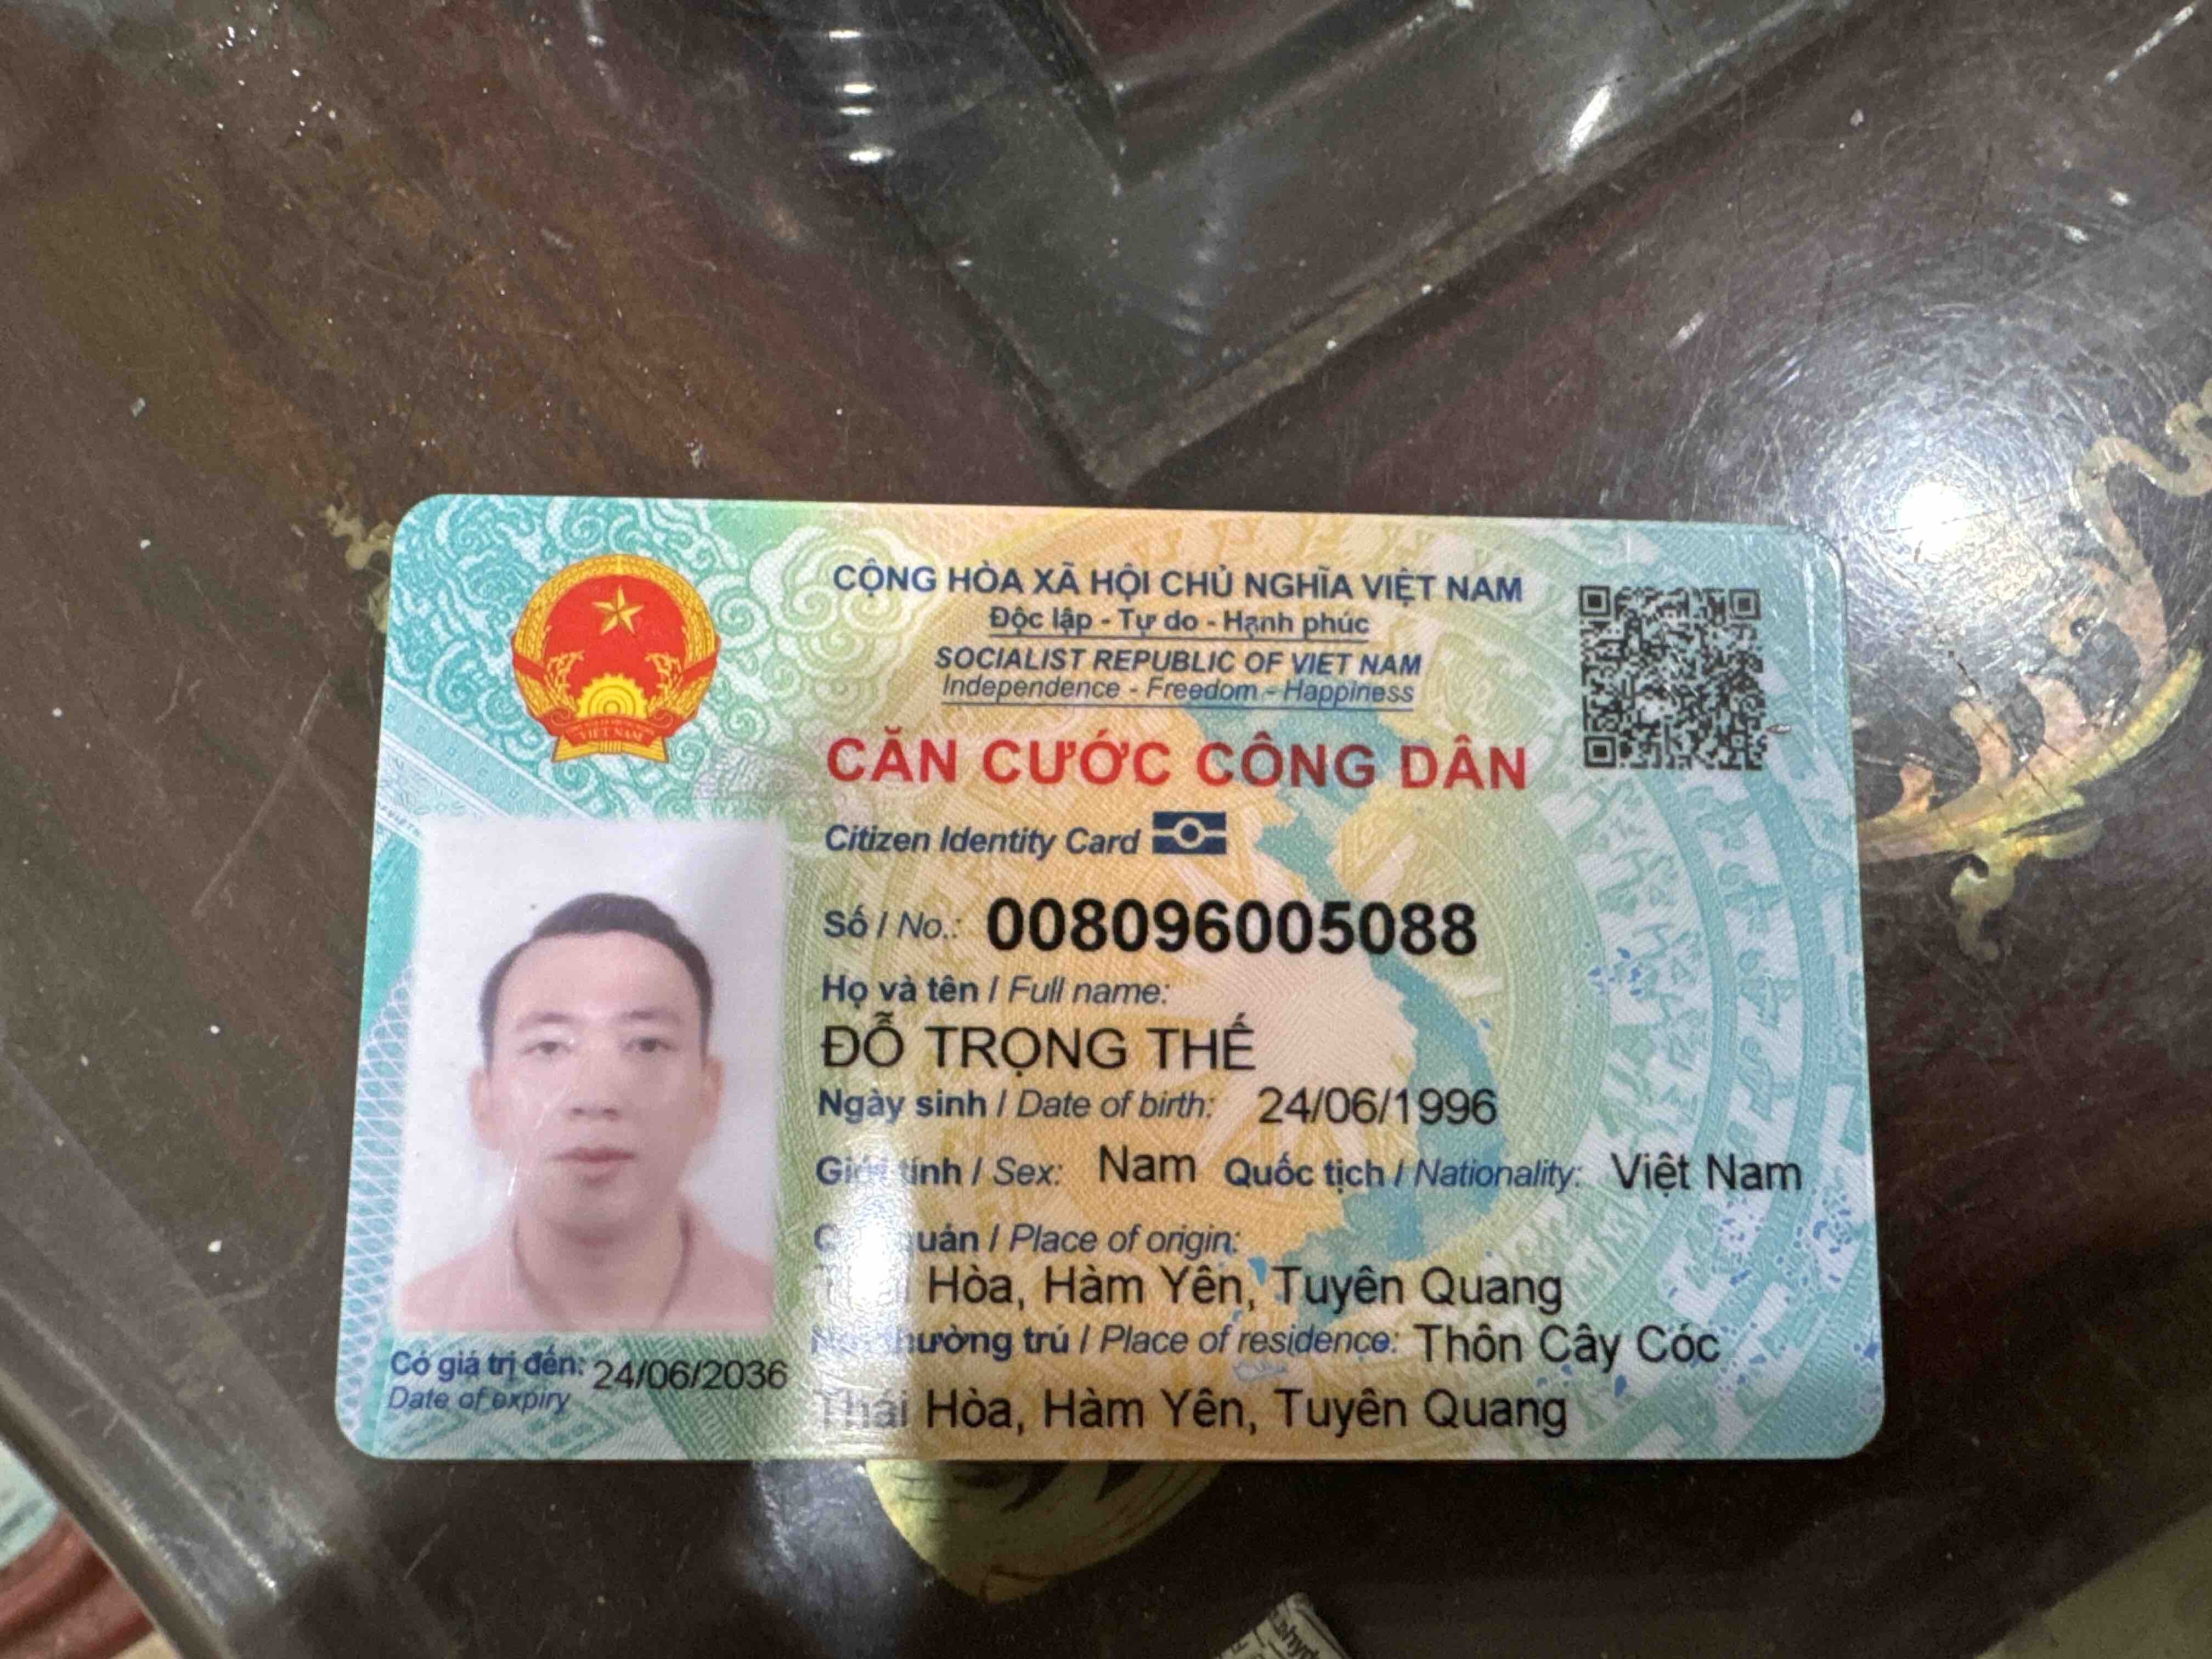 CỘNG HÒA XÃ HỘI CHỦ NGHĨA VIỆT NAM
Độc lập - Tự do - Hạnh phúc
SOCIALIST REPUBLIC OF VIET NAM
Independence - Freedom - Happiness
CĂN CƯỚC CÔNG DÂN
Citizen Identity Card
Số / No.: 008096005088
Họ và tên / Full name:
ĐỖ TRỌNG THẾ
Ngày sinh / Date of birth: 24/06/1996
Giới tính / Sex: Nam Quốc tịch / Nationality: Việt Nam
quán / Place of origin:
Hòa, Hàm Yên, Tuyên Quang
thường trú / Place of residence: Thôn Cây Cóc
Thái Hòa, Hàm Yên, Tuyên Quang
Có giá trị đến: 24/06/2036
Date of expiry
VIỆT NAM